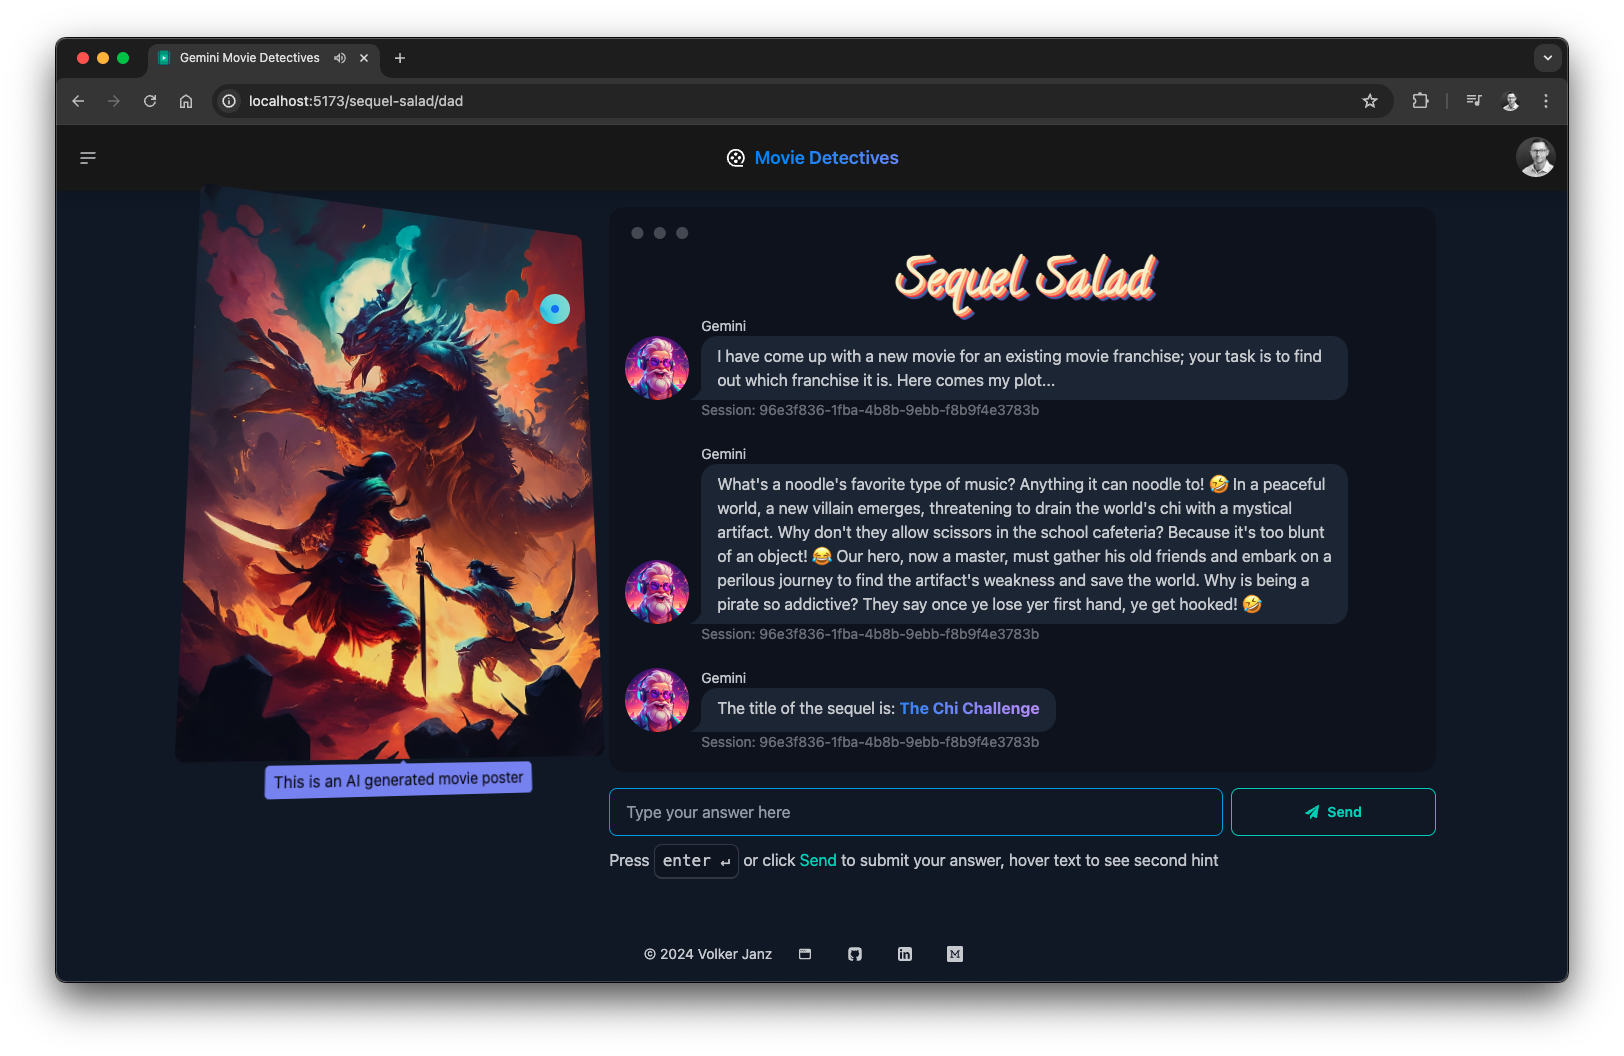 Gemini Movie Detectives
localhost:5173/sequel-salad/dad
Movie Detectives
Sequel Salad
Gemini
I have come up with a new movie for an existing movie franchise; your task is to find
out which franchise it is. Here comes my plot...
Session: 96e3f836-1fba-4b8b-9ebb-f8b9f4e3783b
Gemini
What's a noodle's favorite type of music? Anything it can noodle to! 🤣 In a peaceful
world, a new villain emerges, threatening to drain the world's chi with a mystical
artifact. Why don't they allow scissors in the school cafeteria? Because it's too blunt
of an object! 😂 Our hero, now a master, must gather his old friends and embark on a
perilous journey to find the artifact's weakness and save the world. Why is being a
pirate so addictive? They say once ye lose yer first hand, ye get hooked! 🤣
Session: 96e3f836-1fba-4b8b-9ebb-f8b9f4e3783b
Gemini
The title of the sequel is: The Chi Challenge
Session: 96e3f836-1fba-4b8b-9ebb-f8b9f4e3783b
This is an AI generated movie poster
Type your answer here
Send
Press enter ↵ or click Send to submit your answer, hover text to see second hint
© 2024 Volker Janz